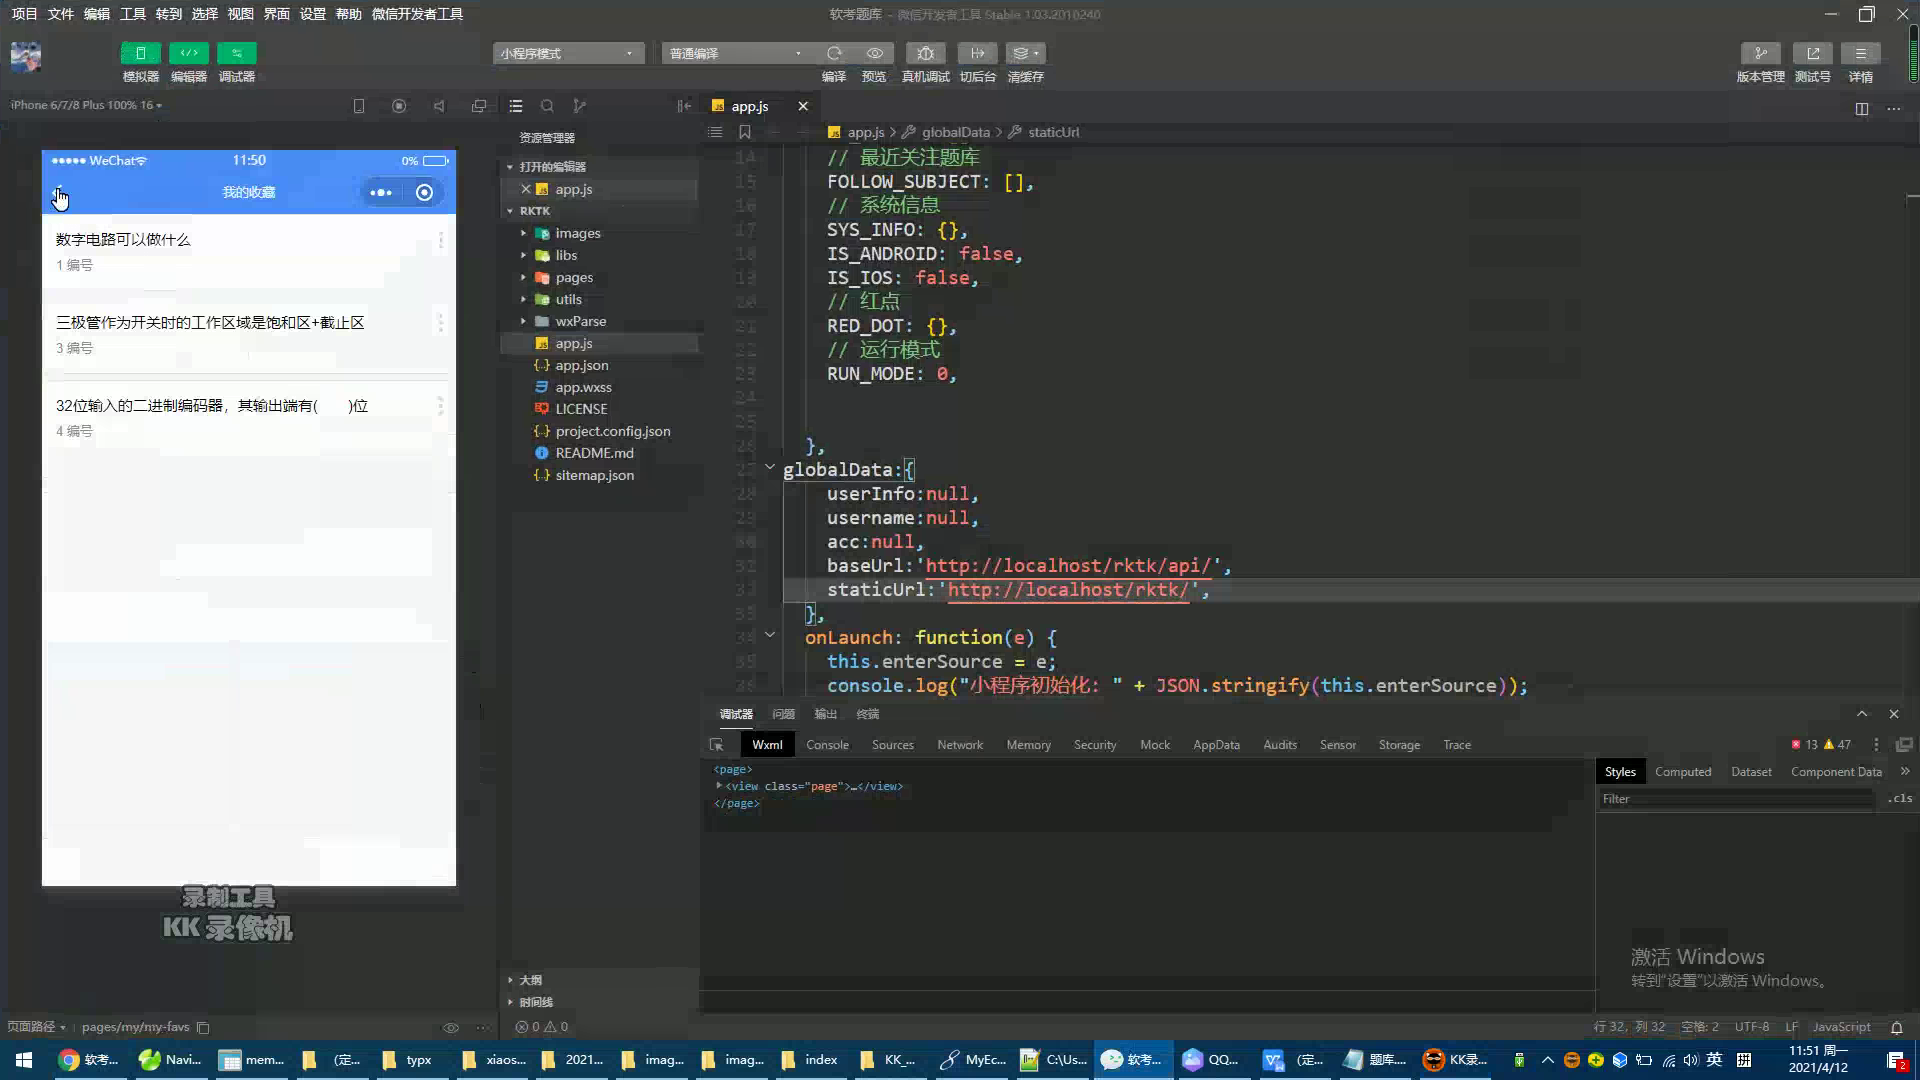 项目 文件 编辑 工具 转到 选择 视图 界面 设置 帮助 微信开发者工具
软考题库 - 微信开发者工具 Stable 1.03.2010240
小程序模式
普通编译
模拟器 编辑器 调试器
编译 预览 真机调试 切后台 清缓存
版本管理 测试号 详情
iPhone 6/7/8 Plus 100% 16
WeChat
11:50
0%
我的收藏
数字电路可以做什么
1 编号
三极管作为开关时的工作区域是饱和区+截止区
3 编号
32位输入的二进制编码器，其输出端有( )位
4 编号
录制工具
KK 录像机
页面路径 pages/my/my-favs
资源管理器
打开的编辑器
app.js
RKTK
images
libs
pages
utils
wxParse
app.js
app.json
app.wxss
LICENSE
project.config.json
README.md
sitemap.json
大纲
时间线
0 0
app.js
app.js > globalData > staticUrl
14 // 最近关注题库
15 FOLLOW_SUBJECT: [],
16 // 系统信息
17 SYS_INFO: {},
18 IS_ANDROID: false,
19 IS_IOS: false,
20 // 红点
21 RED_DOT: {},
22 // 运行模式
23 RUN_MODE: 0,
24
25
26 },
27 globalData:{
28 userInfo:null,
29 username:null,
30 acc:null,
31 baseUrl:'http://localhost/rktk/api/',
32 staticUrl:'http://localhost/rktk/',
33 },
34 onLaunch: function(e) {
35 this.enterSource = e;
36 console.log("小程序初始化: " + JSON.stringify(this.enterSource));
调试器 问题 输出 终端
Wxml Console Sources Network Memory Security Mock AppData Audits Sensor Storage Trace
13 47
<page>
<view class="page">…</view>
</page>
Styles Computed Dataset Component Data
Filter
.cls
激活 Windows
转到"设置"以激活 Windows。
行 32，列 32 空格: 2 UTF-8 LF JavaScript
软考... Navi... mem... (定... typx xiaos... 2021... imag... imag... index KK_... MyEc... C:\Us... 软考... QQ... (定... 题库... KK录...
英 拼
11:51 周一
2021/4/12
2